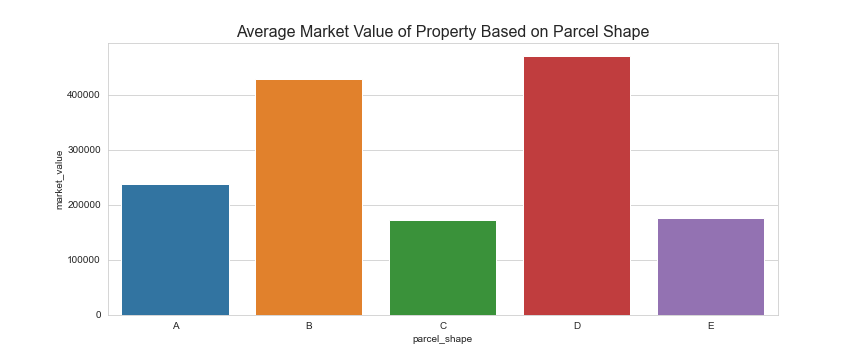 Average Market Value of Property Based on Parcel Shape
market_value
400000
300000
200000
100000
0
A B C D E
parcel_shape